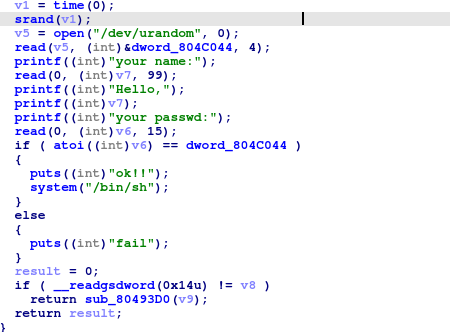 v1 = time(0);
srand(v1);
v5 = open("/dev/urandom", 0);
read(v5, (int)&dword_804C044, 4);
printf((int)"your name:");
read(0, (int)v7, 99);
printf((int)"Hello,");
printf((int)v7);
printf((int)"your passwd:");
read(0, (int)v6, 15);
if ( atoi((int)v6) == dword_804C044 )
{
puts((int)"ok!!");
system("/bin/sh");
}
else
{
puts((int)"fail");
}
result = 0;
if ( __readgsdword(0x14u) != v8 )
return sub_80493D0(v9);
return result;
}